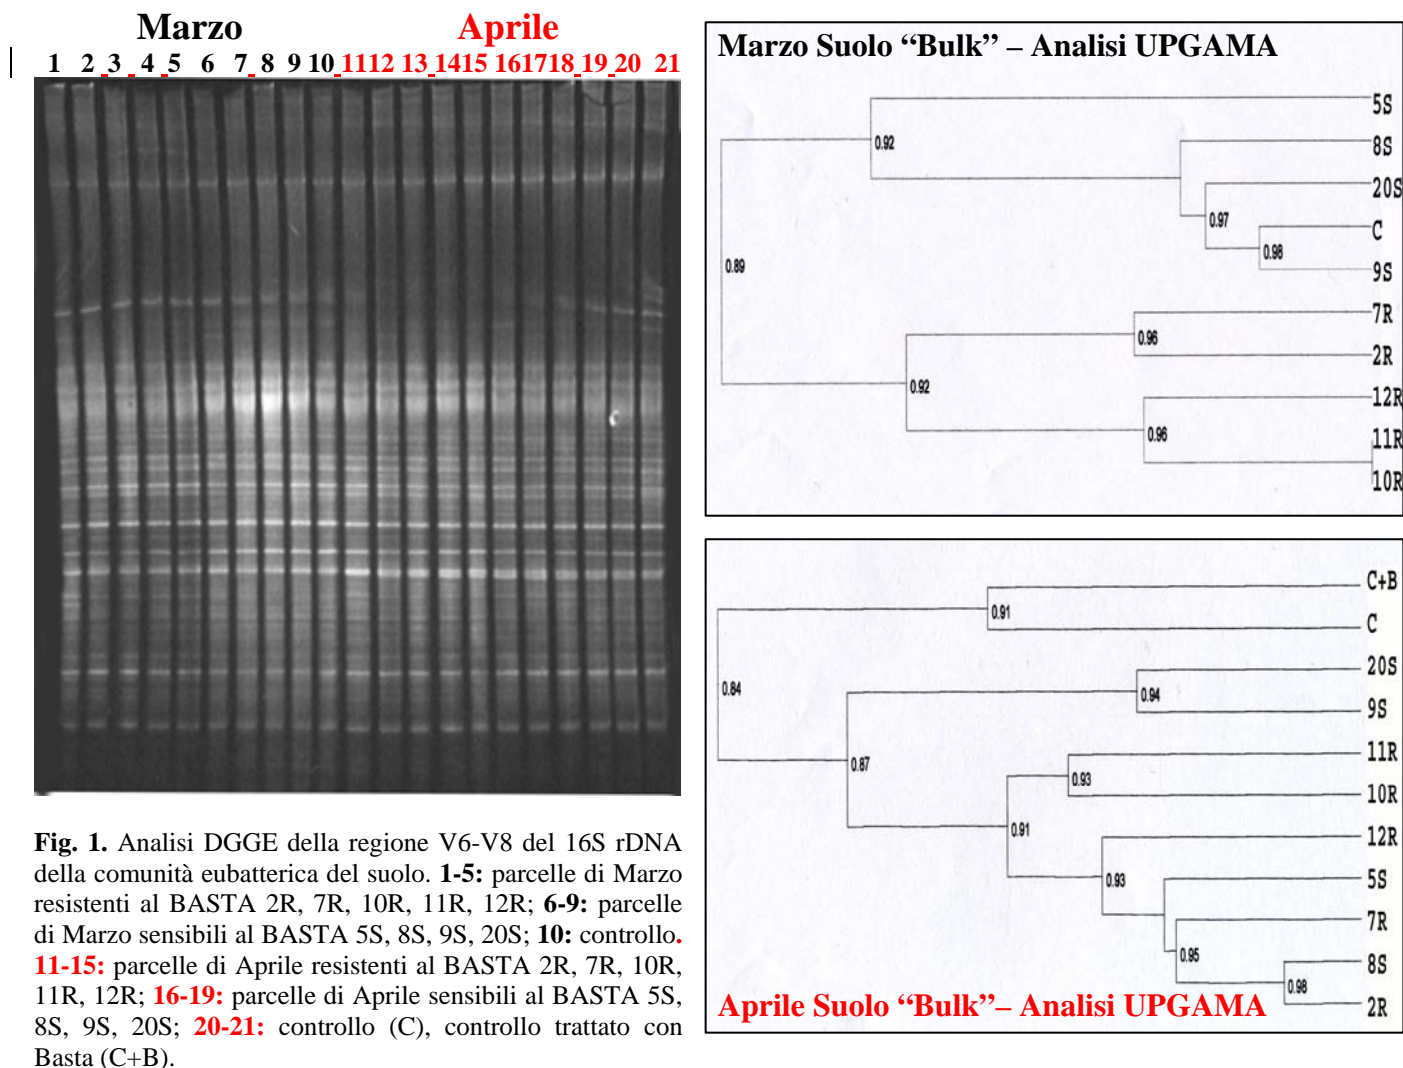 Marzo Aprile
1 2 3 4 5 6 7 8 9 10 11 12 13 14 15 16 17 18 19 20 21
Fig. 1. Analisi DGGE della regione V6-V8 del 16S rDNA
della comunità eubatterica del suolo. 1-5: parcelle di Marzo
resistenti al BASTA 2R, 7R, 10R, 11R, 12R; 6-9: parcelle
di Marzo sensibili al BASTA 5S, 8S, 9S, 20S; 10: controllo.
11-15: parcelle di Aprile resistenti al BASTA 2R, 7R, 10R,
11R, 12R; 16-19: parcelle di Aprile sensibili al BASTA 5S,
8S, 9S, 20S; 20-21: controllo (C), controllo trattato con
Basta (C+B).
Marzo Suolo “Bulk” – Analisi UPGAMA
5S
0.92
8S
20S
0.97
C
0.98
9S
0.89
7R
0.96
2R
0.92
12R
0.96
11R
10R
C+B
0.91
C
20S
0.84
0.94
9S
11R
0.87
0.93
10R
0.91
12R
0.93
5S
7R
0.95
8S
0.98
2R
Aprile Suolo “Bulk”– Analisi UPGAMA